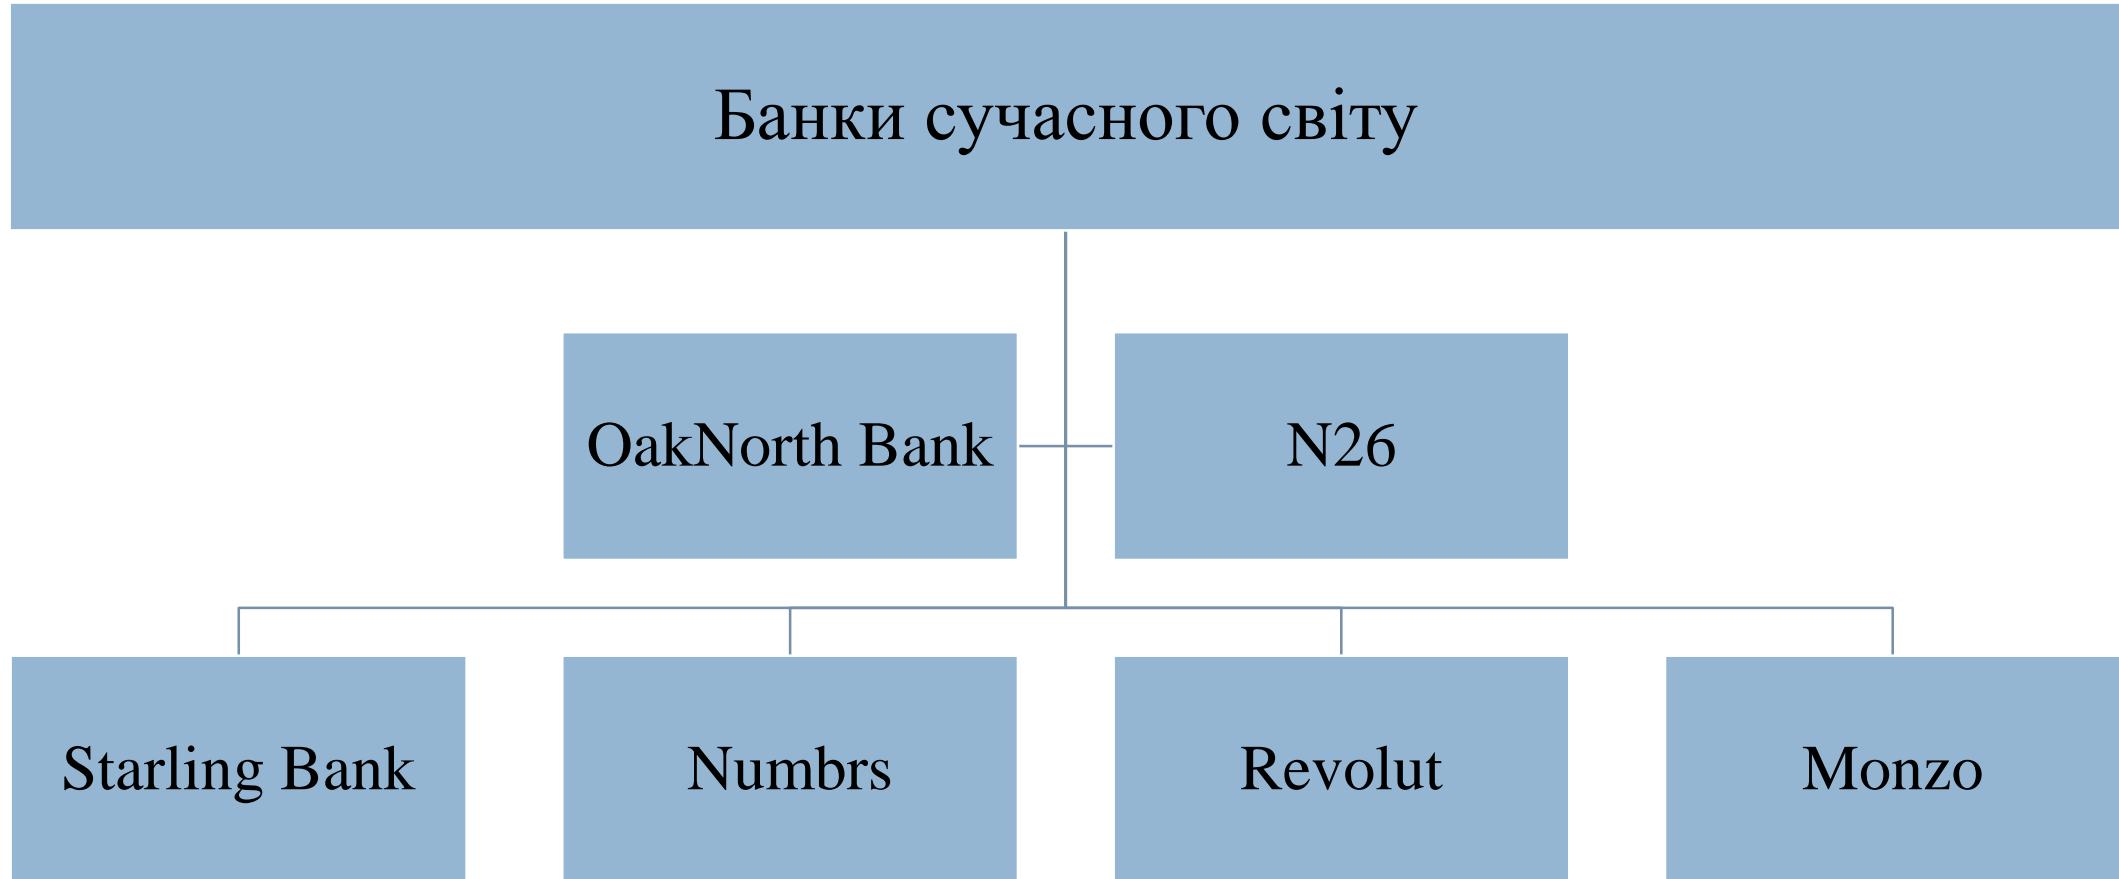 Банки сучасного світу
OakNorth Bank
N26
Starling Bank
Numbrs
Revolut
Monzo